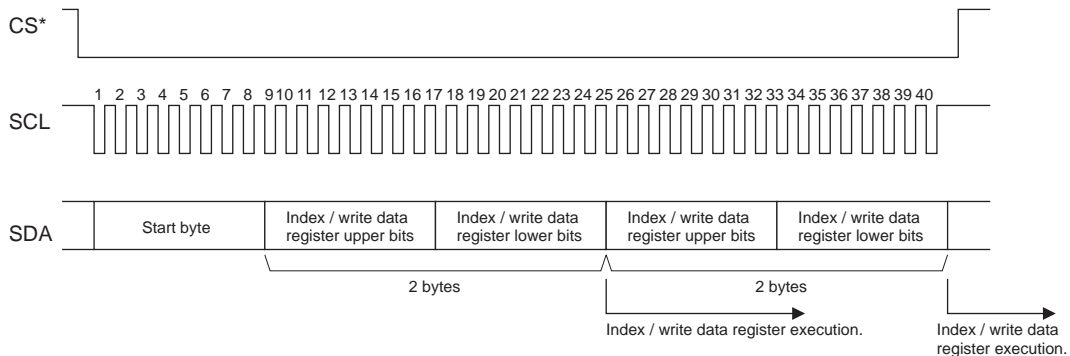 CS*
1 2 3 4 5 6 7 8 9 10 11 12 13 14 15 16 17 18 19 20 21 22 23 24 25 26 27 28 29 30 31 32 33 34 35 36 37 38 39 40
SCL
SDA
Start byte
Index / write data
register upper bits
Index / write data
register lower bits
Index / write data
register upper bits
Index / write data
register lower bits
2 bytes
2 bytes
Index / write data register execution.
Index / write data
register execution.